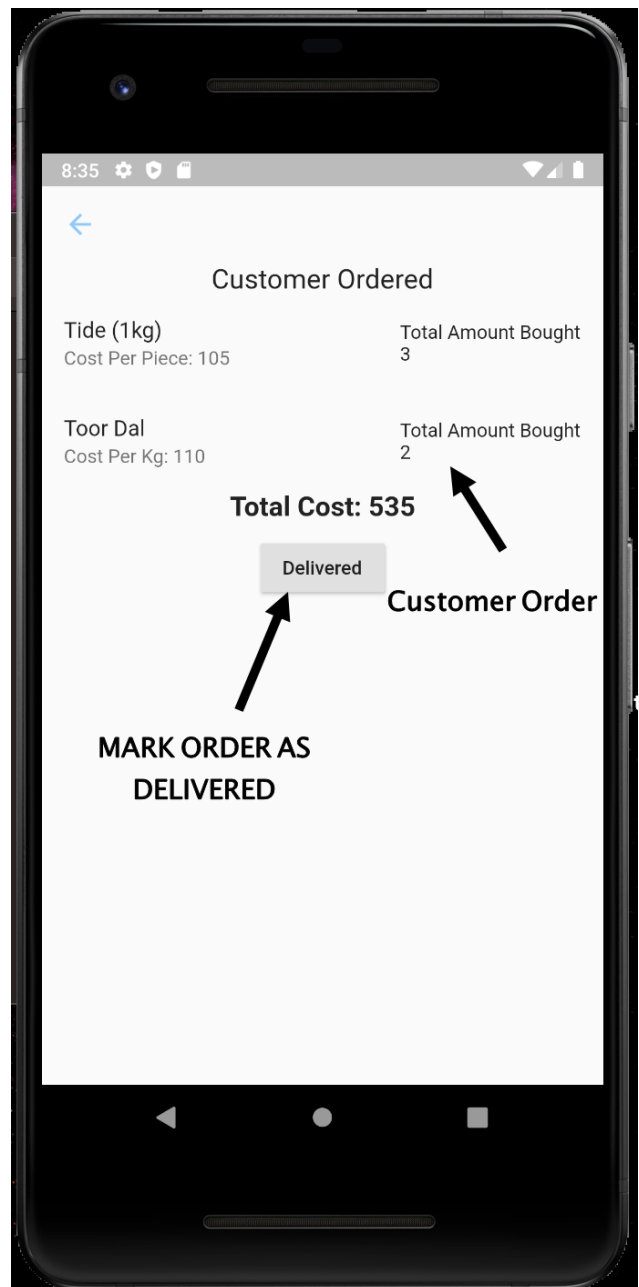 8:35
Customer Ordered
Tide (1kg)
Cost Per Piece: 105
Total Amount Bought
3
Toor Dal
Cost Per Kg: 110
Total Amount Bought
2
Total Cost: 535
Delivered
Customer Order
MARK ORDER AS
DELIVERED